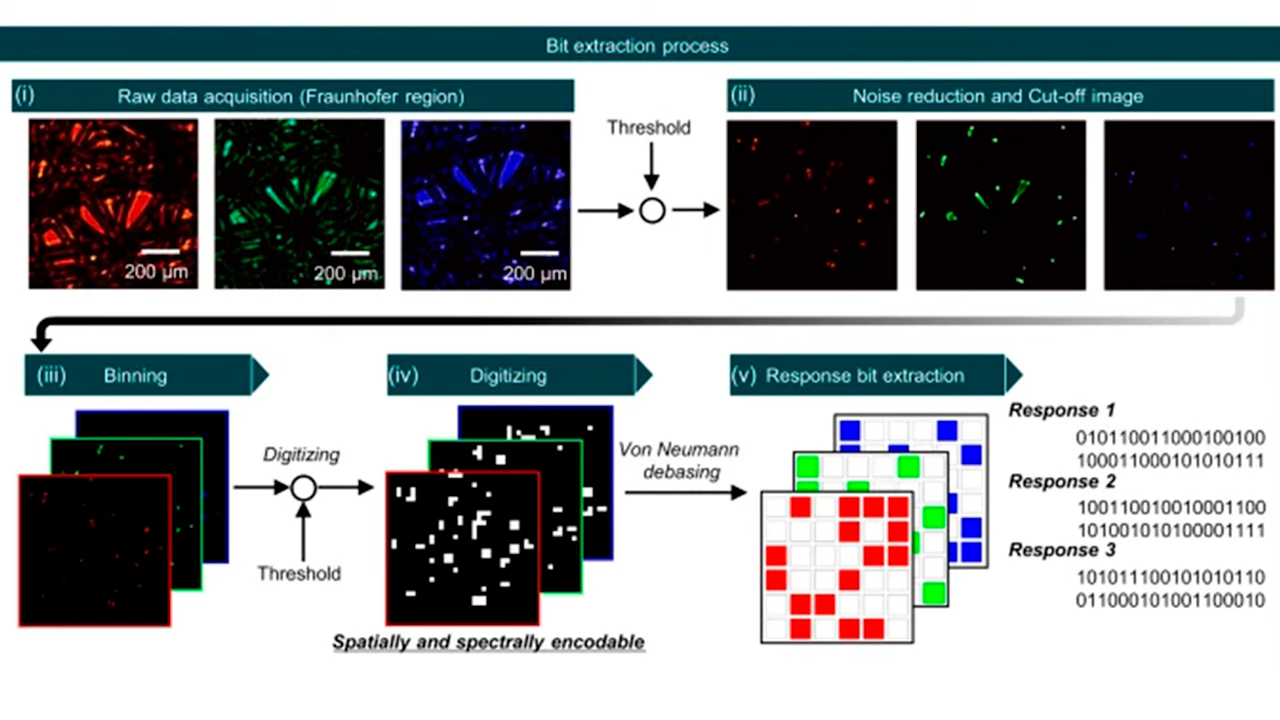 Bit extraction process
(i) Raw data acquisition (Fraunhofer region)
(ii) Noise reduction and Cut-off image
Threshold
200 μm
200 μm
200 μm
(iii) Binning
(iv) Digitizing
(v) Response bit extraction
Digitizing
Threshold
Von Neumann
debasing
Spatially and spectrally encodable
Response 1
010110011000100100
100011000101010111
Response 2
100110010010001100
101001010100001111
Response 3
1010111001010101​10
011000101001100010